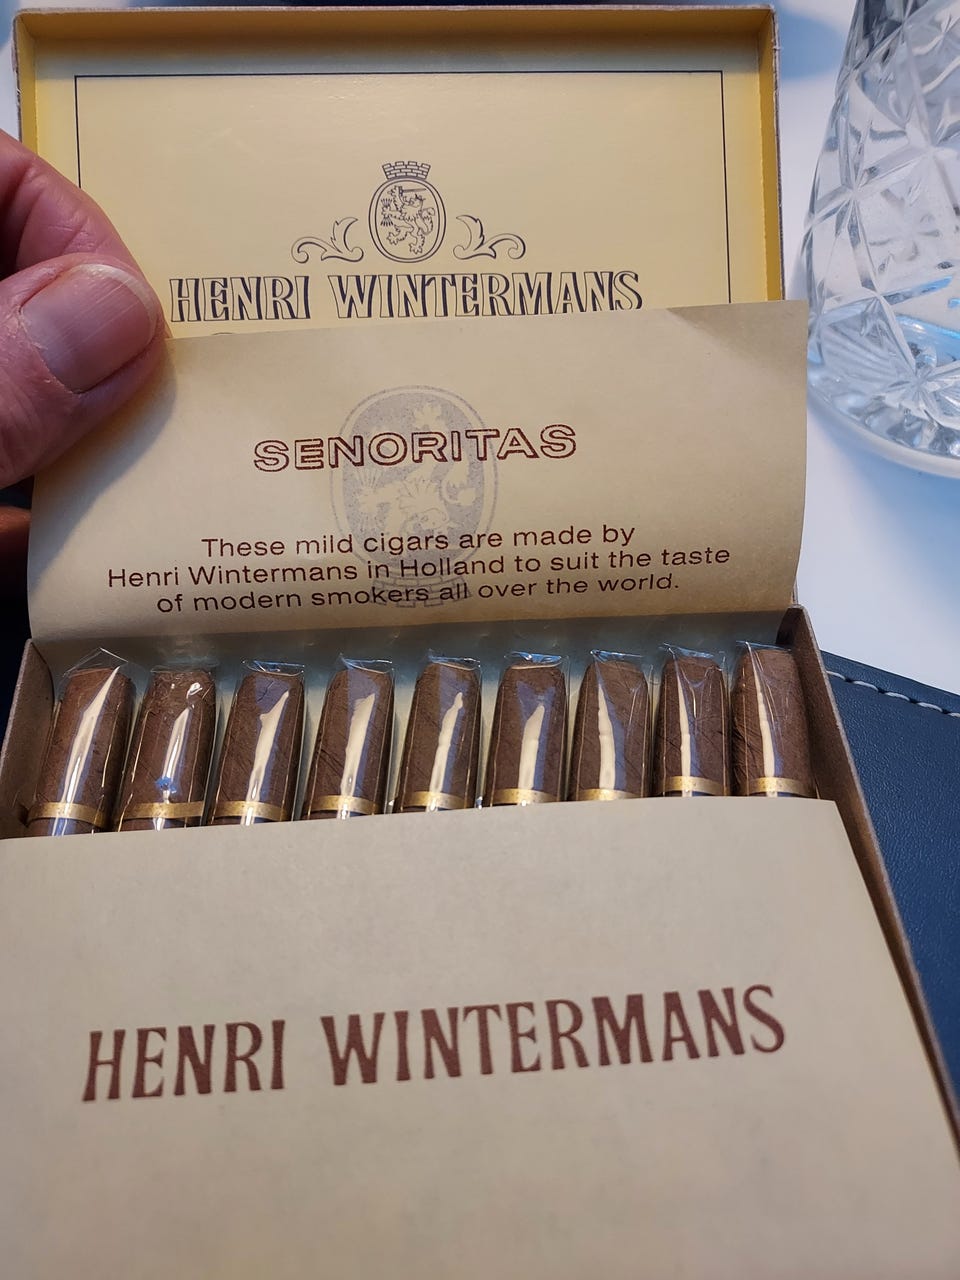 HENRI WINTERMANS
SENORITAS
These mild cigars are made by
Henri Wintermans in Holland to suit the taste
of modern smokers all over the world.
HENRI WINTERMANS